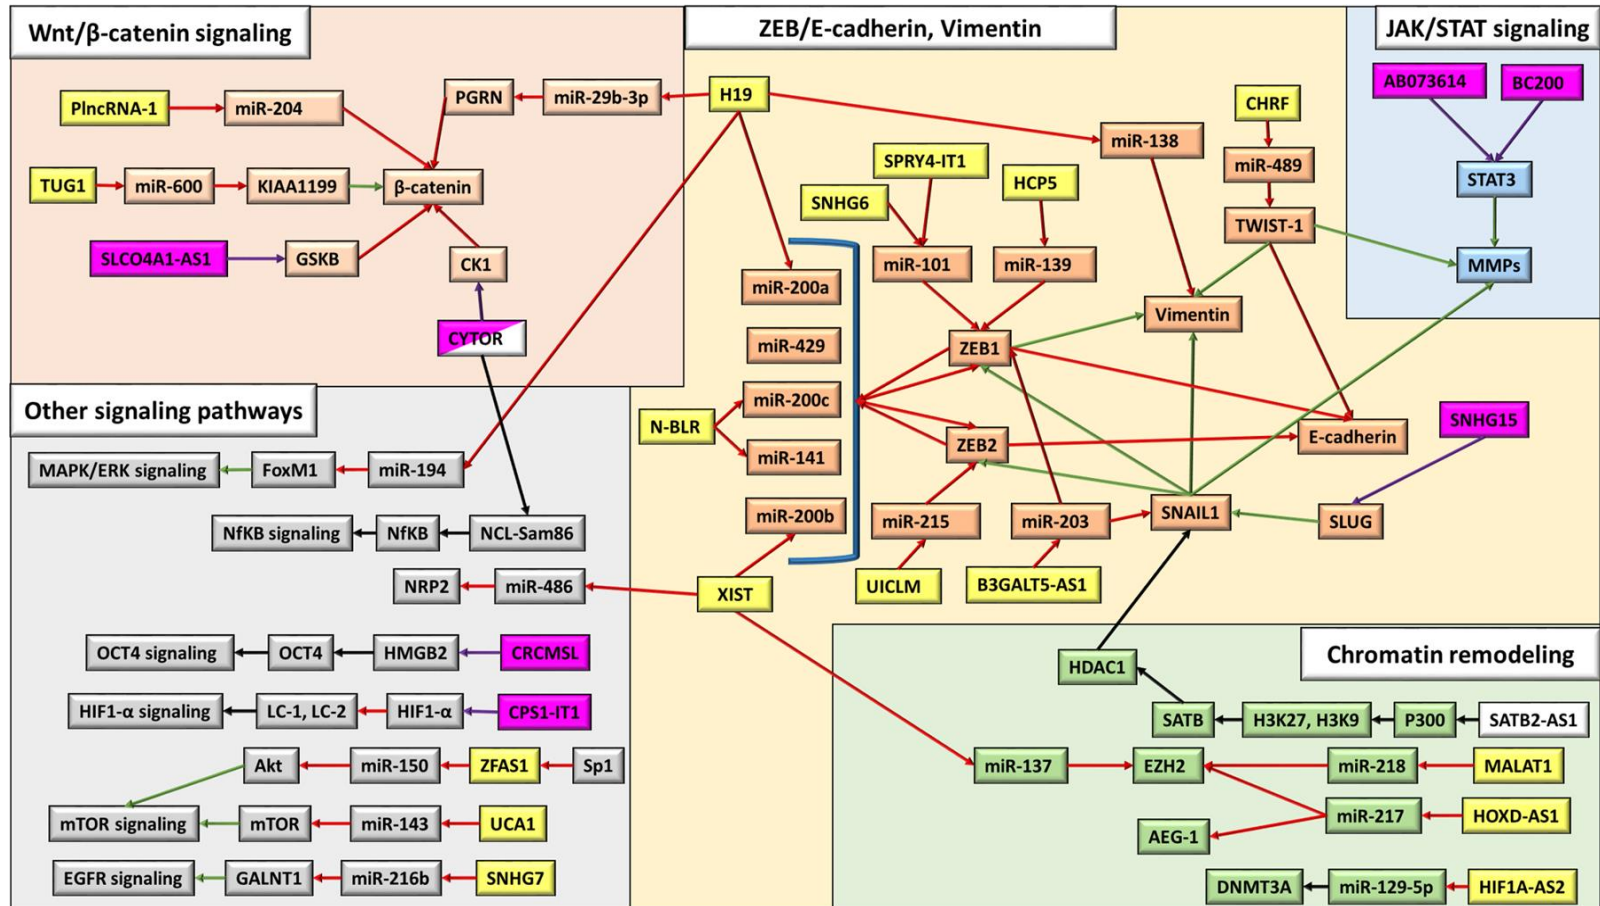 Wnt/β-catenin signaling
PlncRNA-1
miR-204
PGRN
miR-29b-3p
TUG1
miR-600
KIAA1199
β-catenin
SLCO4A1-AS1
GSKB
CK1
CYTOR
ZEB/E-cadherin, Vimentin
H19
miR-138
CHRF
miR-489
TWIST-1
SPRY4-IT1
SNHG6
HCP5
miR-101
miR-139
miR-200a
miR-429
miR-200c
miR-141
miR-200b
N-BLR
ZEB1
Vimentin
ZEB2
E-cadherin
SNHG15
miR-215
miR-203
SNAIL1
SLUG
UICLM
B3GALT5-AS1
XIST
JAK/STAT signaling
AB073614
BC200
STAT3
MMPs
Other signaling pathways
MAPK/ERK signaling
FoxM1
miR-194
NfKB signaling
NfKB
NCL-Sam86
NRP2
miR-486
OCT4 signaling
OCT4
HMGB2
CRCMSL
HIF1-α signaling
LC-1, LC-2
HIF1-α
CPS1-IT1
Akt
miR-150
ZFAS1
Sp1
mTOR signaling
mTOR
miR-143
UCA1
EGFR signaling
GALNT1
miR-216b
SNHG7
Chromatin remodeling
HDAC1
SATB
H3K27, H3K9
P300
SATB2-AS1
miR-137
EZH2
miR-218
MALAT1
AEG-1
miR-217
HOXD-AS1
DNMT3A
miR-129-5p
HIF1A-AS2